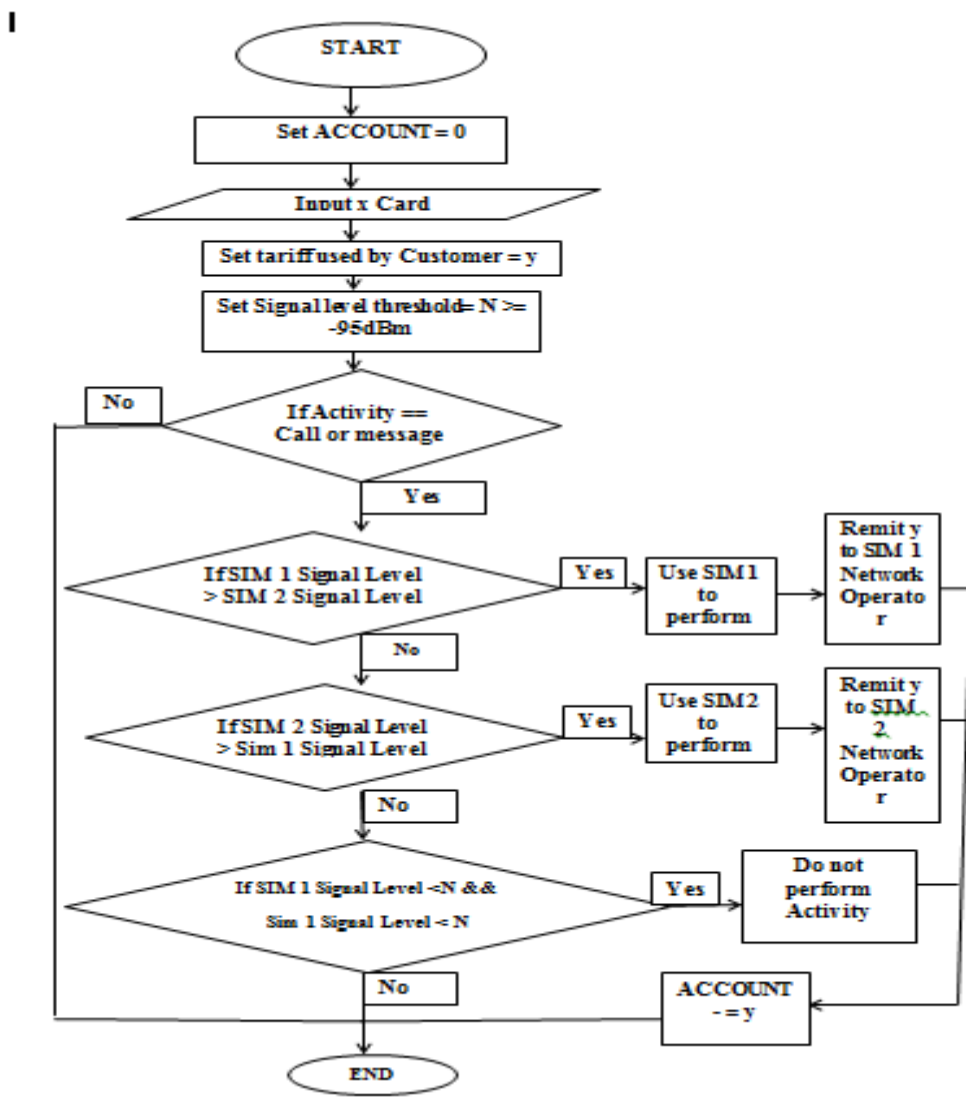 I
START
Set ACCOUNT = 0
Input x Card
Set tariff used by Customer = y
Set Signal level threshold= N >=
-95dBm
No
If Activity ==
Call or message
Yes
If SIM 1 Signal Level
> SIM 2 Signal Level
Yes
Use SIM1
to
perform
Remit y
to SIM 1
Network
Operato
r
No
If SIM 2 Signal Level
> Sim 1 Signal Level
Yes
Use SIM2
to
perform
Remit y
to SIM
2
Network
Operato
r
No
If SIM 1 Signal Level <N &&
Sim 1 Signal Level < N
Yes
Do not
perform
Activity
No
ACCOUNT
- = y
END